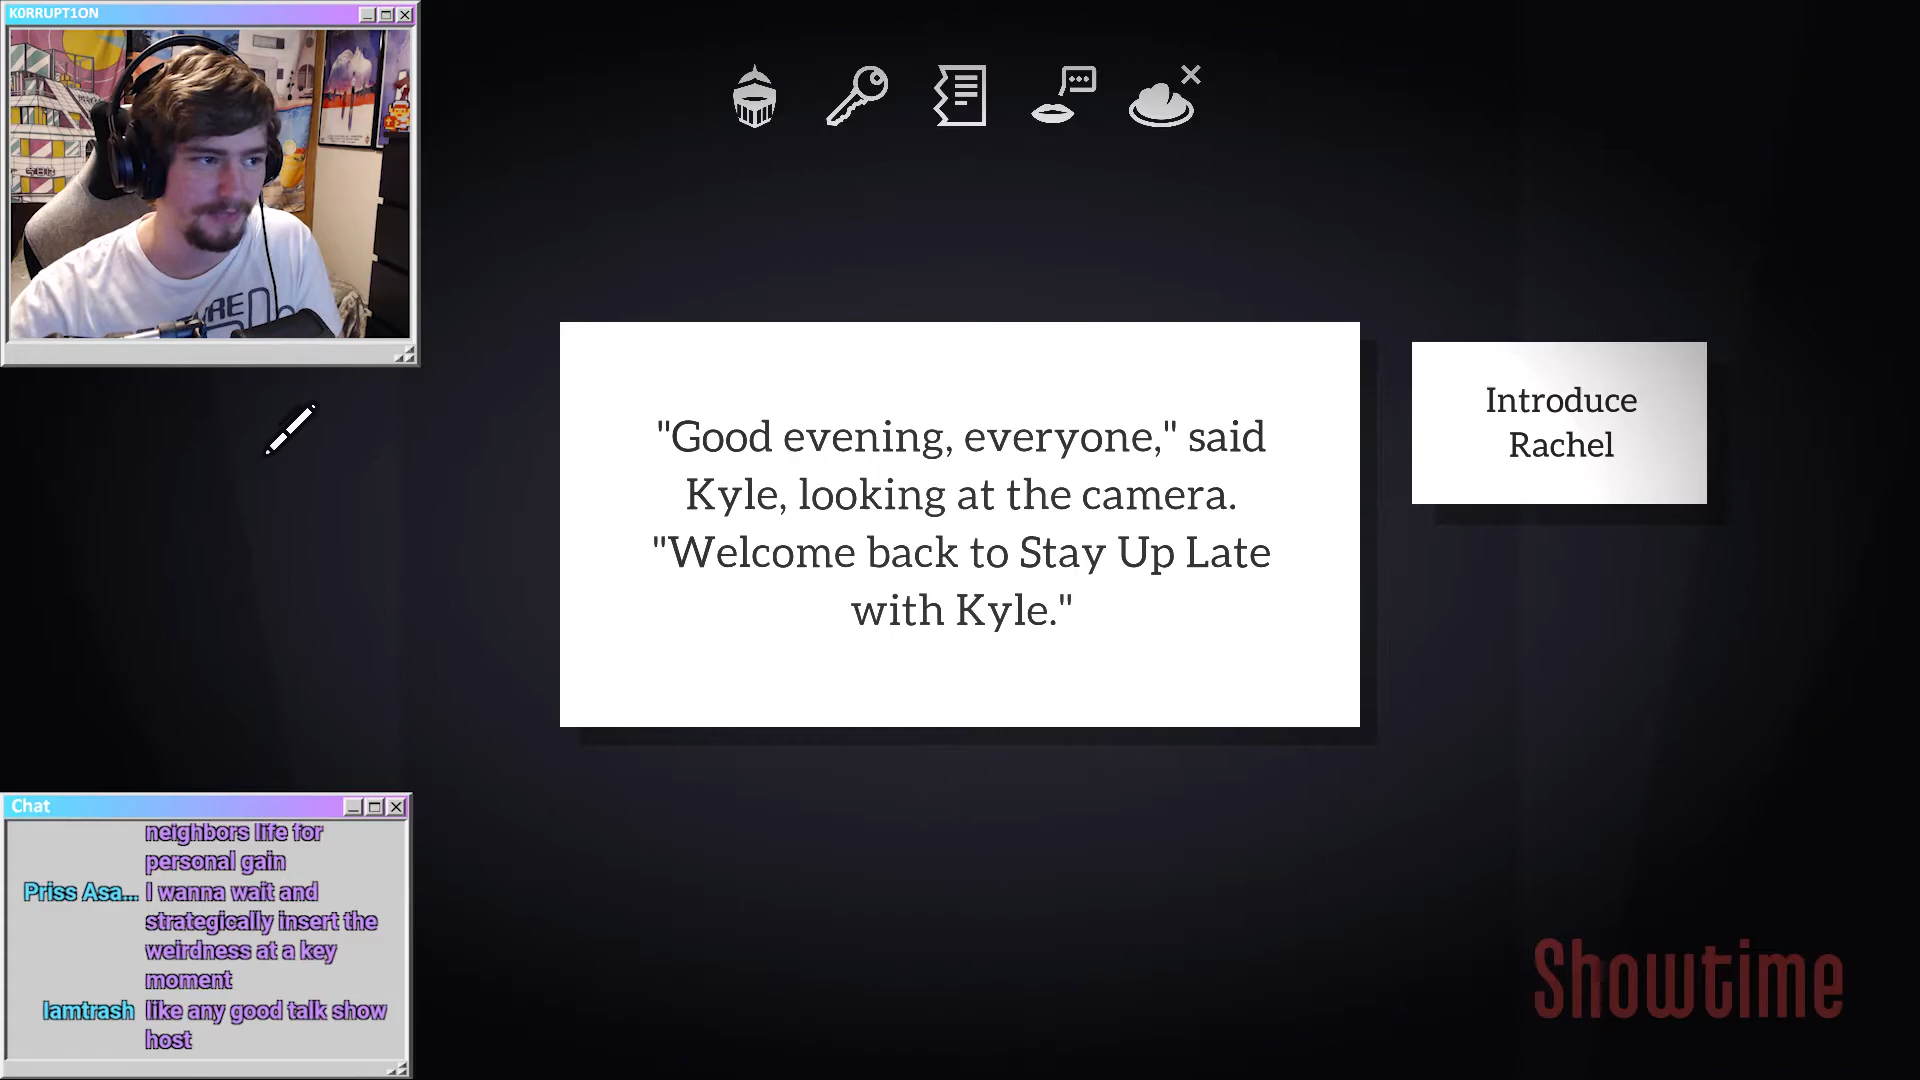 K0RRUPT1ON
"Good evening, everyone," said
Kyle, looking at the camera.
"Welcome back to Stay Up Late
with Kyle."
Introduce
Rachel
Chat
neighbors life for
personal gain
Priss Asa... I wanna wait and
strategically insert the
weirdness at a key
moment
Iamtrash like any good talk show
host
Showtime